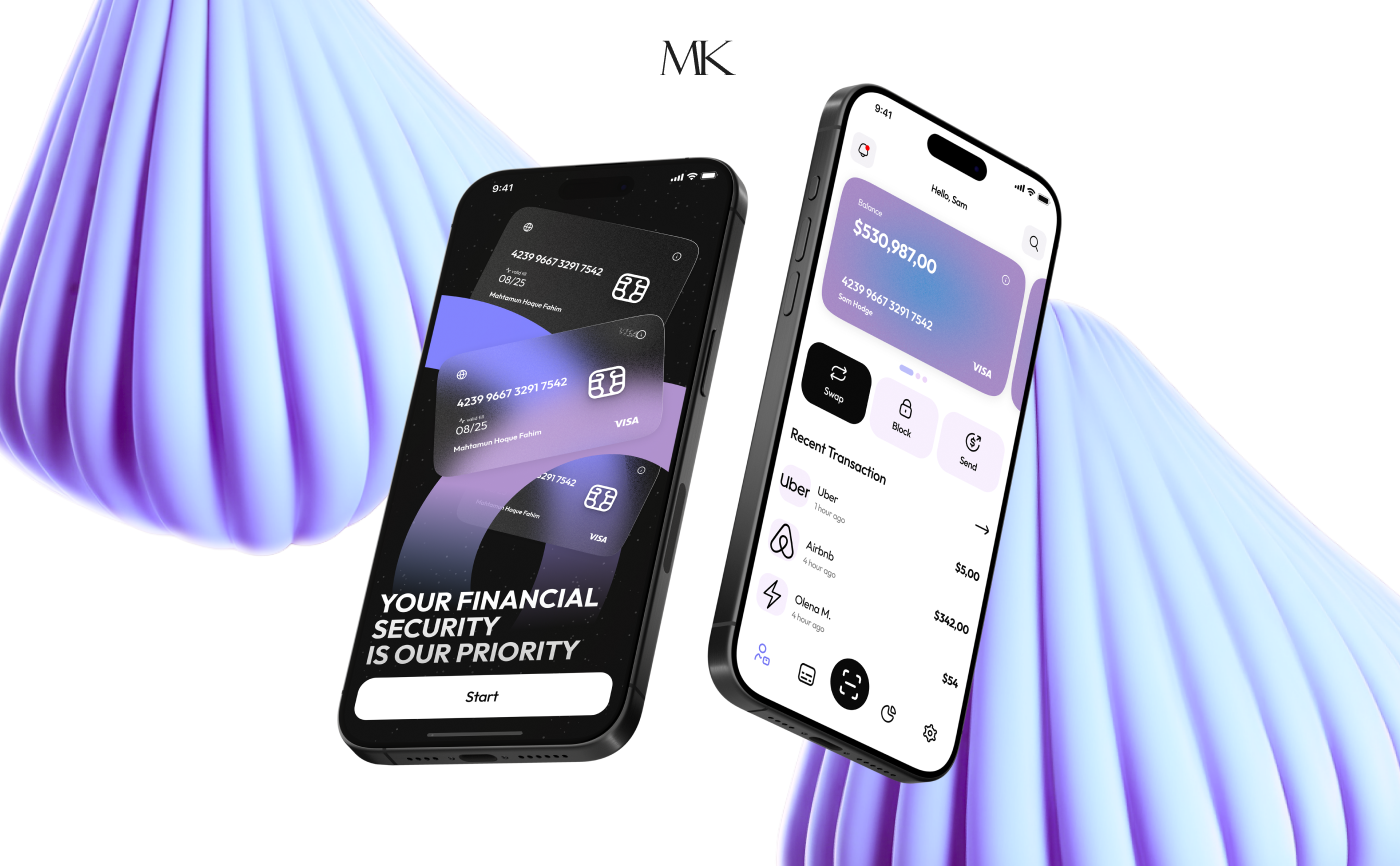 MK
9:41
4239 9667 3291 7542
valid till
08/25
Mahtamun Hoque Fahim
VISA
4239 9667 3291 7542
valid till
08/25
Mahtamun Hoque Fahim
VISA
3291 7542
Mahtamun Hoque Fahim
VISA
YOUR FINANCIAL
SECURITY
IS OUR PRIORITY
Start
9:41
Hello, Sam
Balance
$530,987,00
4239 9667 3291 7542
Sam Hodge
VISA
Swap
Block
Send
Recent Transaction
Uber
Uber
1 hour ago
$5,00
Airbnb
4 hour ago
$342,00
Olena M.
4 hour ago
$54